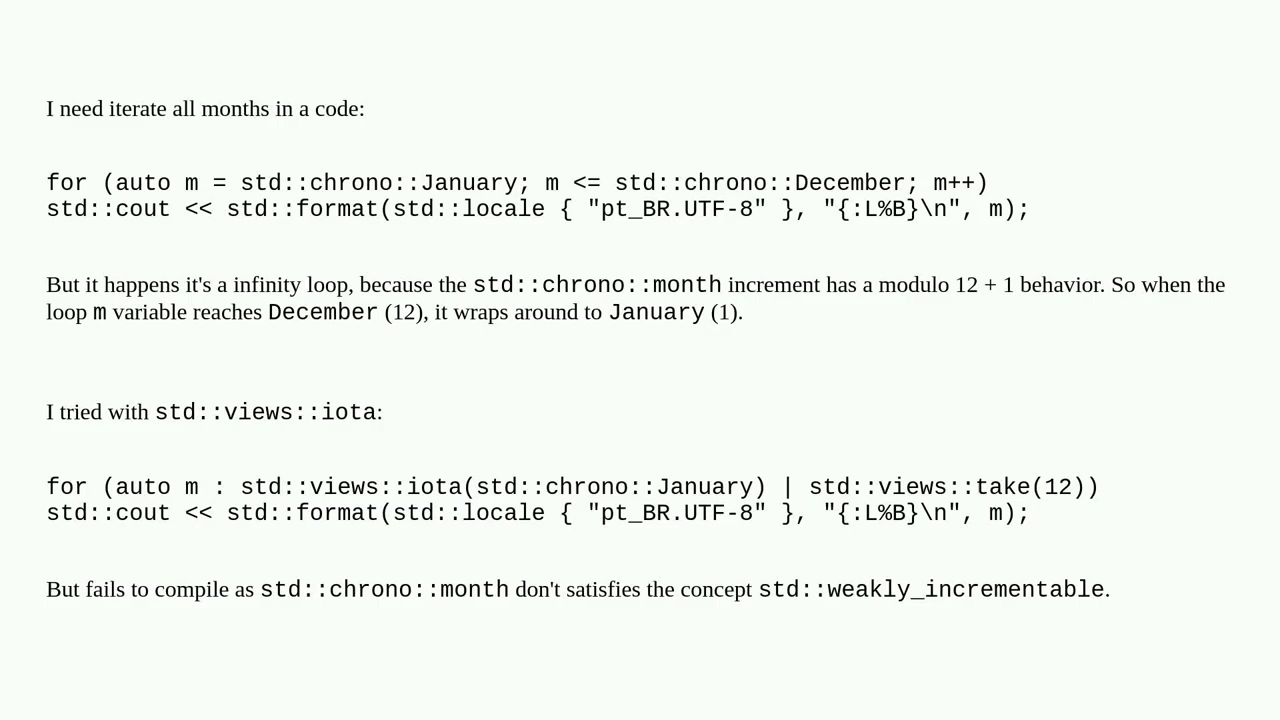 I need iterate all months in a code:
for (auto m = std::chrono::January; m <= std::chrono::December; m++)
std::cout << std::format(std::locale { "pt_BR.UTF-8" }, "{:L%B}\n", m);
But it happens it's a infinity loop, because the std::chrono::month increment has a modulo 12 + 1 behavior. So when the
loop m variable reaches December (12), it wraps around to January (1).
I tried with std::views::iota:
for (auto m : std::views::iota(std::chrono::January) | std::views::take(12))
std::cout << std::format(std::locale { "pt_BR.UTF-8" }, "{:L%B}\n", m);
But fails to compile as std::chrono::month don't satisfies the concept std::weakly_incrementable.